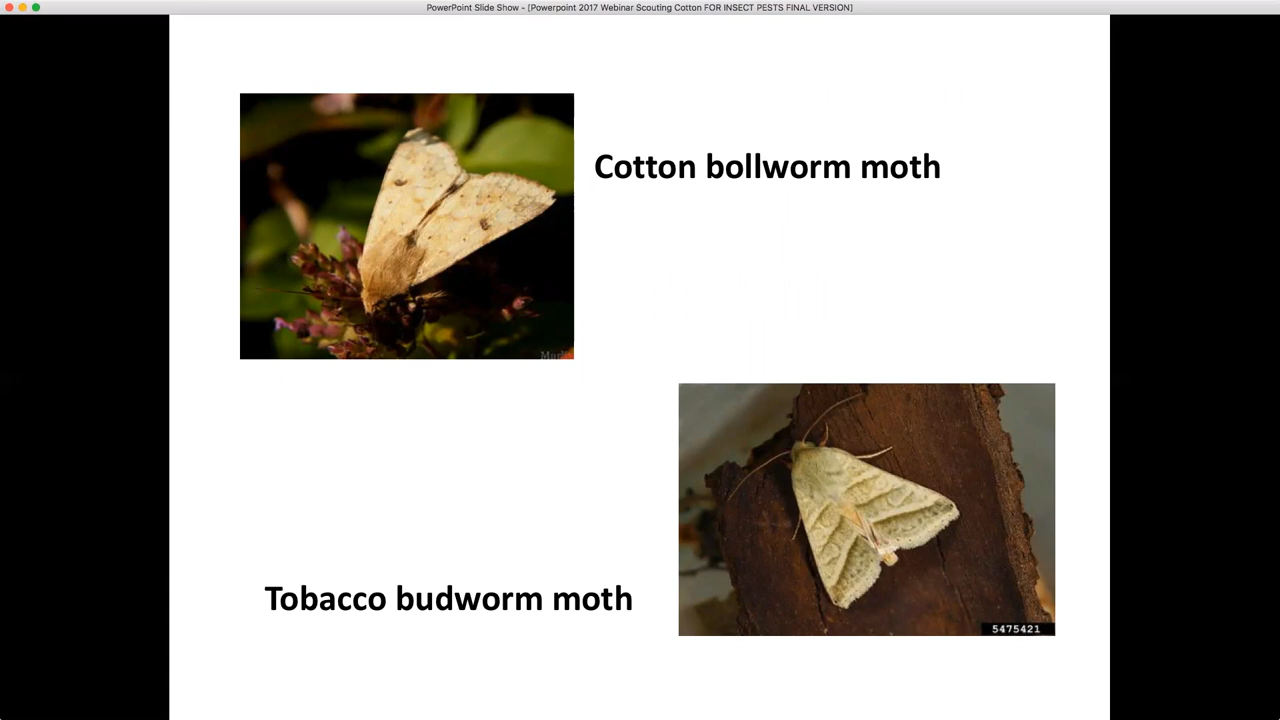 PowerPoint Slide Show - [Powerpoint 2017 Webinar Scouting Cotton FOR INSECT PESTS FINAL VERSION]
Cotton bollworm moth
Tobacco budworm moth
5475421